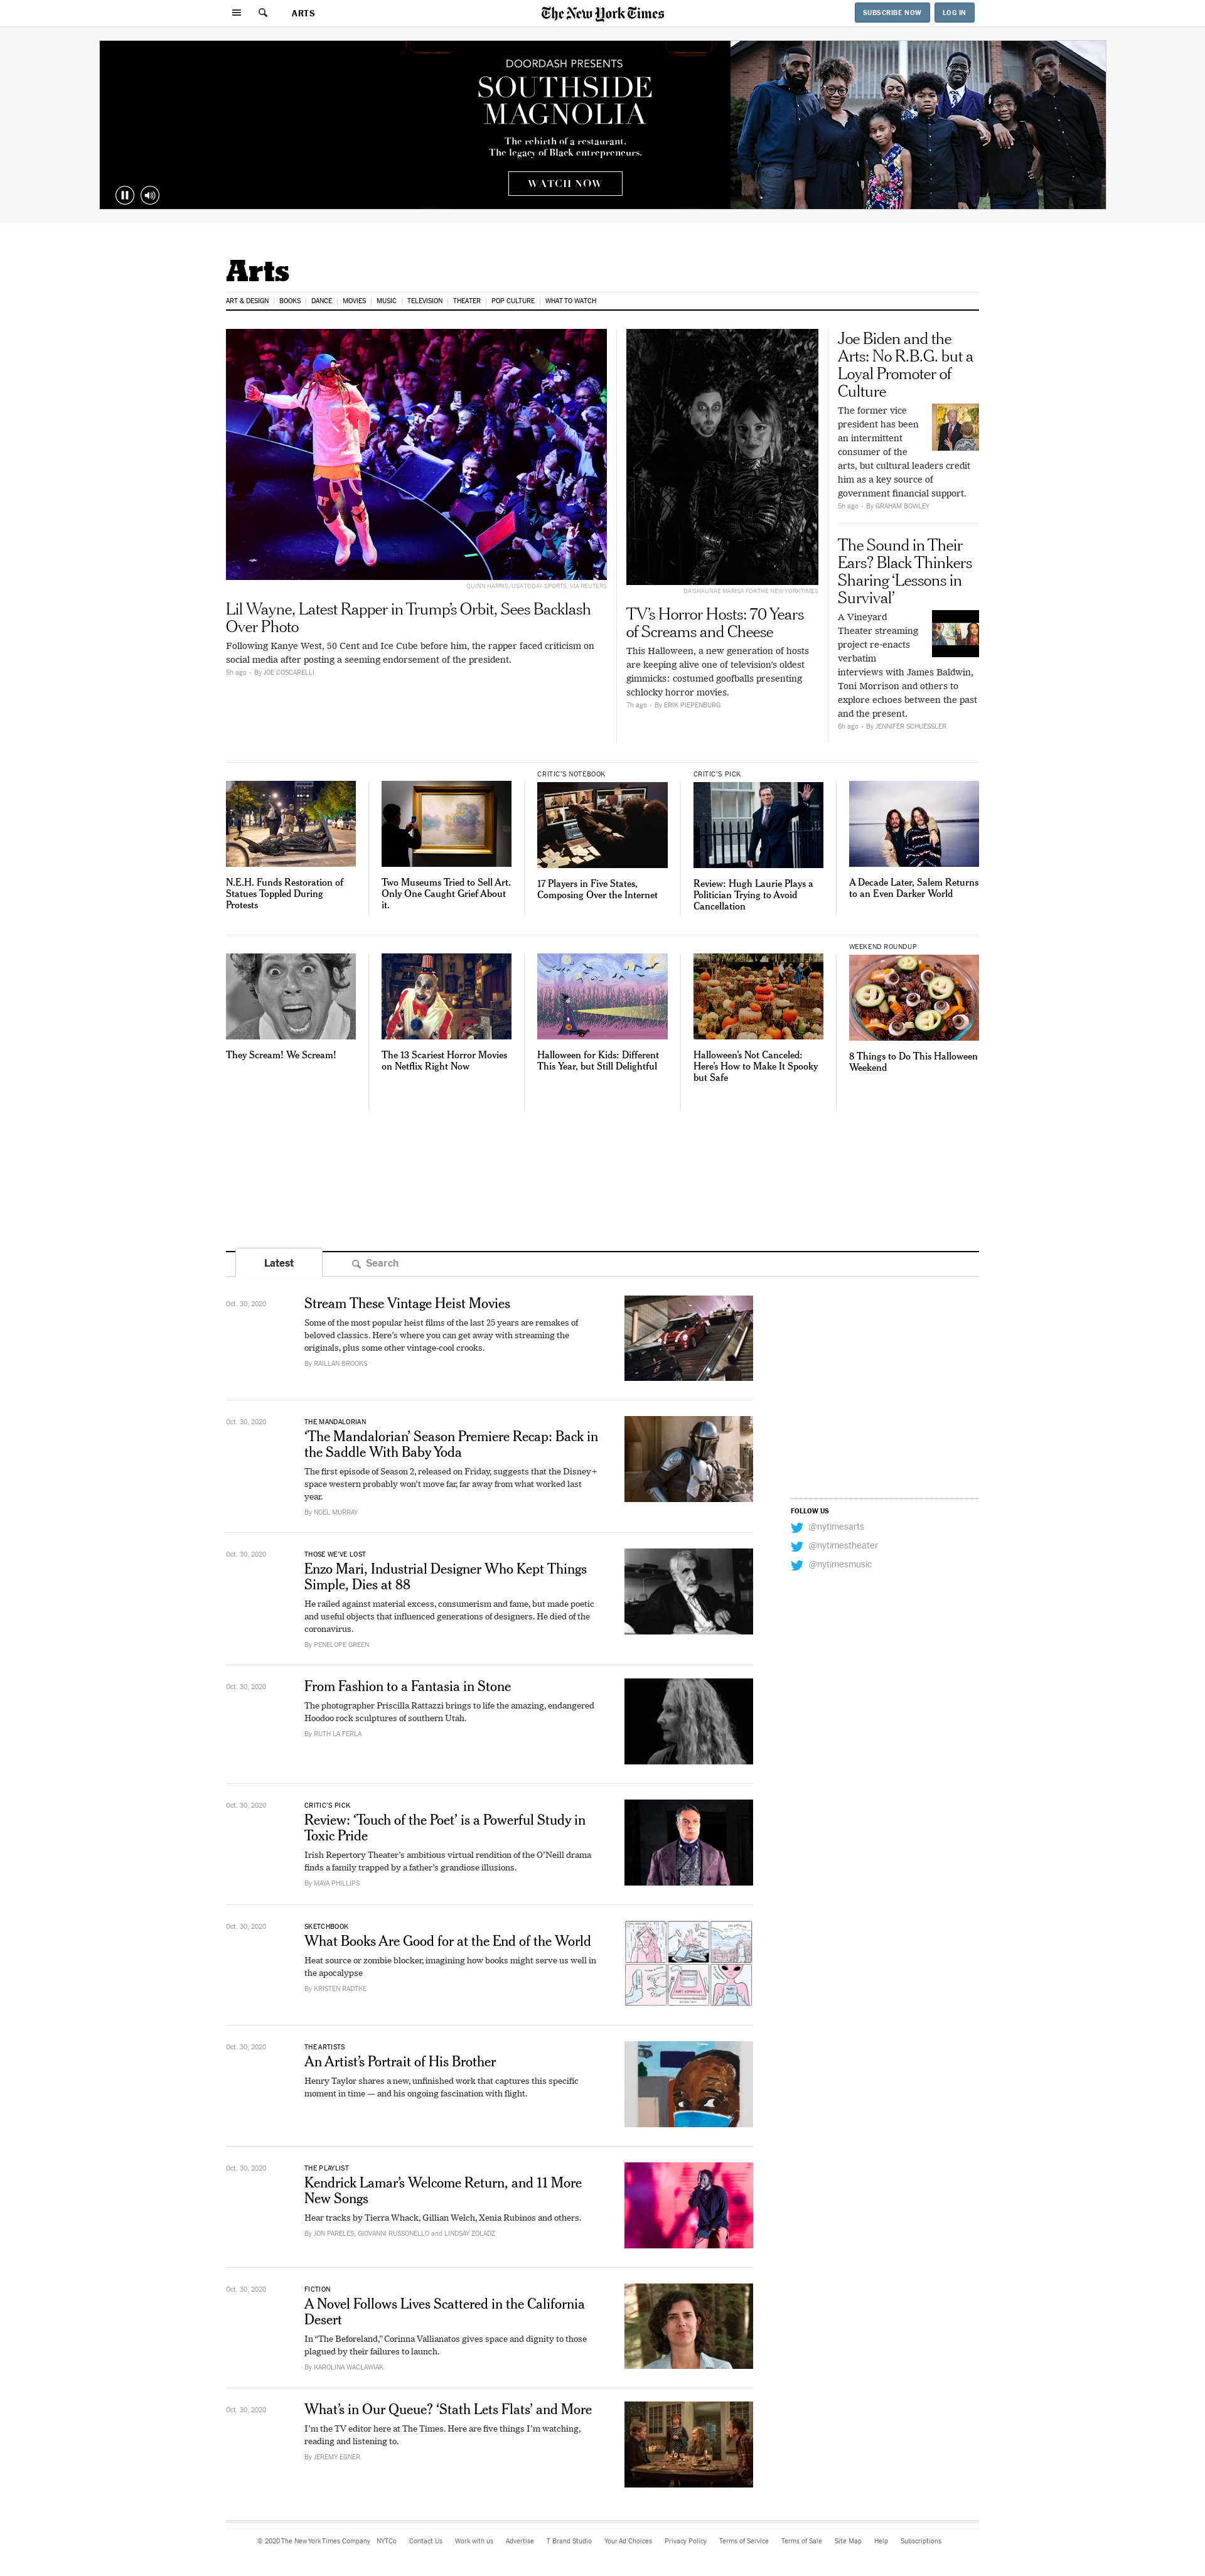 ARTS
The New York Times
SUBSCRIBE NOW
LOG IN
DOORDASH PRESENTS
SOUTHSIDE
MAGNOLIA
The rebirth of a restaurant.
The legacy of Black entrepreneurs.
WATCH NOW
Arts
ART & DESIGN | BOOKS | DANCE | MOVIES | MUSIC | TELEVISION | THEATER | POP CULTURE | WHAT TO WATCH
QUINN HARRIS/USA TODAY SPORTS, VIA REUTERS
Lil Wayne, Latest Rapper in Trump’s Orbit, Sees Backlash
Over Photo
Following Kanye West, 50 Cent and Ice Cube before him, the rapper faced criticism on
social media after posting a seeming endorsement of the president.
5h ago • By JOE COSCARELLI
DA'SHAUNAE MARISA FOR THE NEW YORK TIMES
TV’s Horror Hosts: 70 Years
of Screams and Cheese
This Halloween, a new generation of hosts
are keeping alive one of television’s oldest
gimmicks: costumed goofballs presenting
schlocky horror movies.
7h ago • By ERIK PIEPENBURG
Joe Biden and the
Arts: No R.B.G. but a
Loyal Promoter of
Culture
The former vice
president has been
an intermittent
consumer of the
arts, but cultural leaders credit
him as a key source of
government financial support.
5h ago • By GRAHAM BOWLEY
The Sound in Their
Ears? Black Thinkers
Sharing ‘Lessons in
Survival’
A Vineyard
Theater streaming
project re-enacts
verbatim
interviews with James Baldwin,
Toni Morrison and others to
explore echoes between the past
and the present.
6h ago • By JENNIFER SCHUESSLER
N.E.H. Funds Restoration of
Statues Toppled During
Protests
Two Museums Tried to Sell Art.
Only One Caught Grief About
it.
CRITIC’S NOTEBOOK
17 Players in Five States,
Composing Over the Internet
CRITIC’S PICK
Review: Hugh Laurie Plays a
Politician Trying to Avoid
Cancellation
A Decade Later, Salem Returns
to an Even Darker World
They Scream! We Scream!
The 13 Scariest Horror Movies
on Netflix Right Now
Halloween for Kids: Different
This Year, but Still Delightful
Halloween’s Not Canceled:
Here’s How to Make It Spooky
but Safe
WEEKEND ROUNDUP
8 Things to Do This Halloween
Weekend
Latest
Search
Oct. 30, 2020
Stream These Vintage Heist Movies
Some of the most popular heist films of the last 25 years are remakes of
beloved classics. Here’s where you can get away with streaming the
originals, plus some other vintage-cool crooks.
By RAILLAN BROOKS
Oct. 30, 2020
THE MANDALORIAN
‘The Mandalorian’ Season Premiere Recap: Back in
the Saddle With Baby Yoda
The first episode of Season 2, released on Friday, suggests that the Disney+
space western probably won’t move far, far away from what worked last
year.
By NOEL MURRAY
FOLLOW US
@nytimesarts
@nytimestheater
@nytimesmusic
Oct. 30, 2020
THOSE WE’VE LOST
Enzo Mari, Industrial Designer Who Kept Things
Simple, Dies at 88
He railed against material excess, consumerism and fame, but made poetic
and useful objects that influenced generations of designers. He died of the
coronavirus.
By PENELOPE GREEN
Oct. 30, 2020
From Fashion to a Fantasia in Stone
The photographer Priscilla Rattazzi brings to life the amazing, endangered
Hoodoo rock sculptures of southern Utah.
By RUTH LA FERLA
Oct. 30, 2020
CRITIC’S PICK
Review: ‘Touch of the Poet’ is a Powerful Study in
Toxic Pride
Irish Repertory Theater’s ambitious virtual rendition of the O’Neill drama
finds a family trapped by a father’s grandiose illusions.
By MAYA PHILLIPS
Oct. 30, 2020
SKETCHBOOK
What Books Are Good for at the End of the World
Heat source or zombie blocker, imagining how books might serve us well in
the apocalypse
By KRISTEN RADTKE
Oct. 30, 2020
THE ARTISTS
An Artist’s Portrait of His Brother
Henry Taylor shares a new, unfinished work that captures this specific
moment in time — and his ongoing fascination with flight.
Oct. 30, 2020
THE PLAYLIST
Kendrick Lamar’s Welcome Return, and 11 More
New Songs
Hear tracks by Tierra Whack, Gillian Welch, Xenia Rubinos and others.
By JON PARELES, GIOVANNI RUSSONELLO and LINDSAY ZOLADZ
Oct. 30, 2020
FICTION
A Novel Follows Lives Scattered in the California
Desert
In “The Beforeland,” Corinna Vallianatos gives space and dignity to those
plagued by their failures to launch.
By KAROLINA WACLAWIAK
Oct. 30, 2020
What’s in Our Queue? ‘Stath Lets Flats’ and More
I’m the TV editor here at The Times. Here are five things I’m watching,
reading and listening to.
By JEREMY EGNER
© 2020 The New York Times Company NYTCo Contact Us Work with us Advertise T Brand Studio Your Ad Choices Privacy Policy Terms of Service Terms of Sale Site Map Help Subscriptions